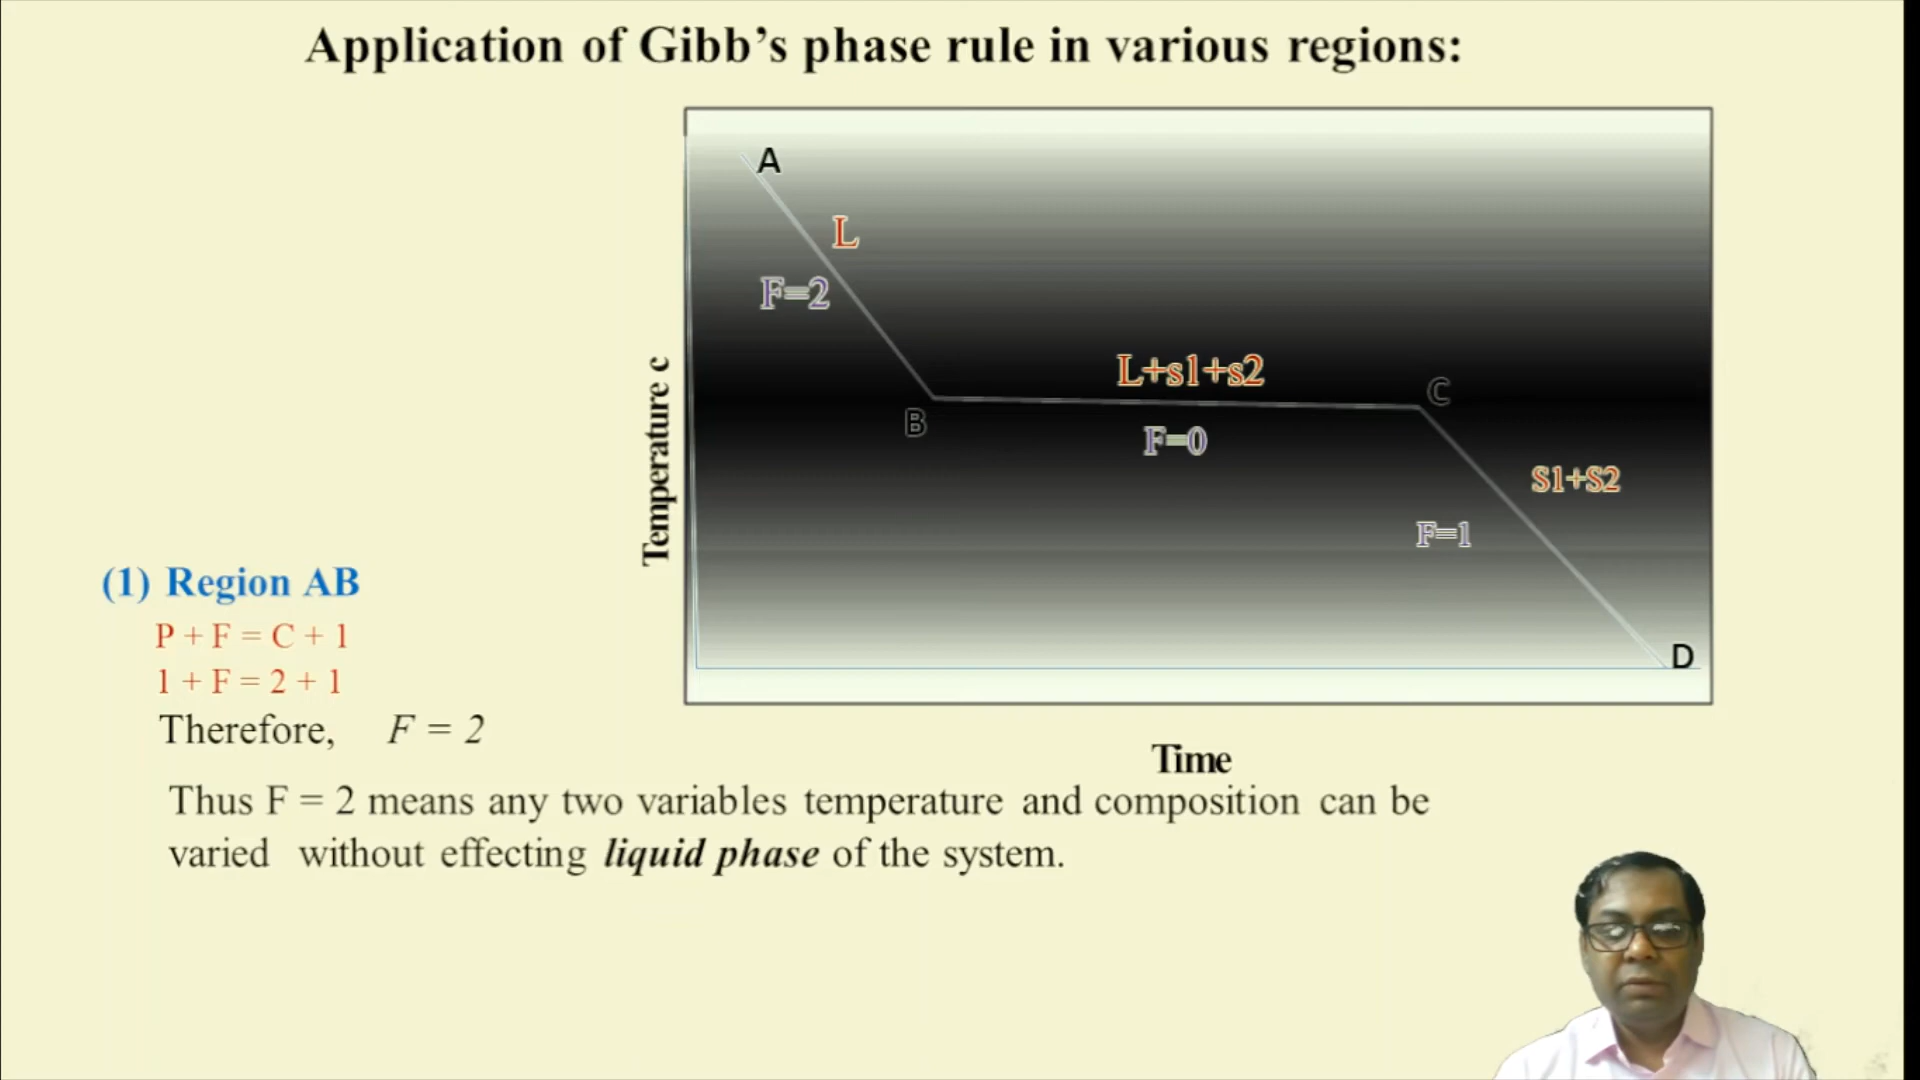 Application of Gibb’s phase rule in various regions:
A
L
F=2
L+s1+s2
C
B
F=0
S1+S2
F=1
D
Temperature c
Time
(1) Region AB
P + F = C + 1
1 + F = 2 + 1
Therefore, F = 2
Thus F = 2 means any two variables temperature and composition can be
varied without effecting liquid phase of the system.